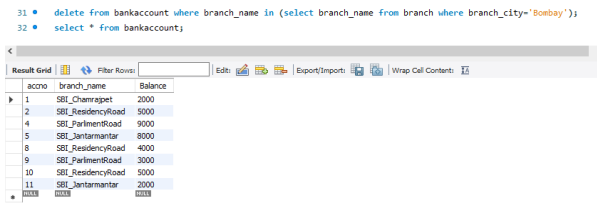 31 delete from bankaccount where branch_name in (select branch_name from branch where branch_city='Bombay');
32 select * from bankaccount;
Result Grid Filter Rows: Edit: Export/Import: Wrap Cell Content:
accno branch_name Balance
1 SBI_Chamrajpet 2000
2 SBI_ResidencyRoad 5000
4 SBI_ParlimentRoad 9000
5 SBI_Jantarmantar 8000
8 SBI_ResidencyRoad 4000
9 SBI_ParlimentRoad 3000
10 SBI_ResidencyRoad 5000
11 SBI_Jantarmantar 2000
NULL NULL NULL